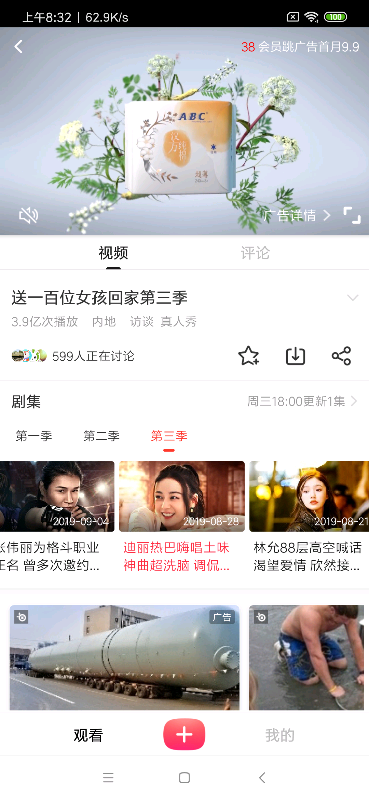 上午8:32 | 62.9K/s
100
38 会员跳广告首月9.9
ABC
广告详情
视频
评论
送一百位女孩回家第三季
3.9亿次播放 内地 访谈 真人秀
599人正在讨论
剧集
周三18:00更新1集
第一季
第二季
第三季
2019-09-04
2019-08-28
2019-08-21
张伟丽为格斗职业
正名 曾多次邀约...
迪丽热巴嗨唱土味
神曲超洗脑 调侃...
林允88层高空喊话
渴望爱情 欣然接...
广告
观看
我的